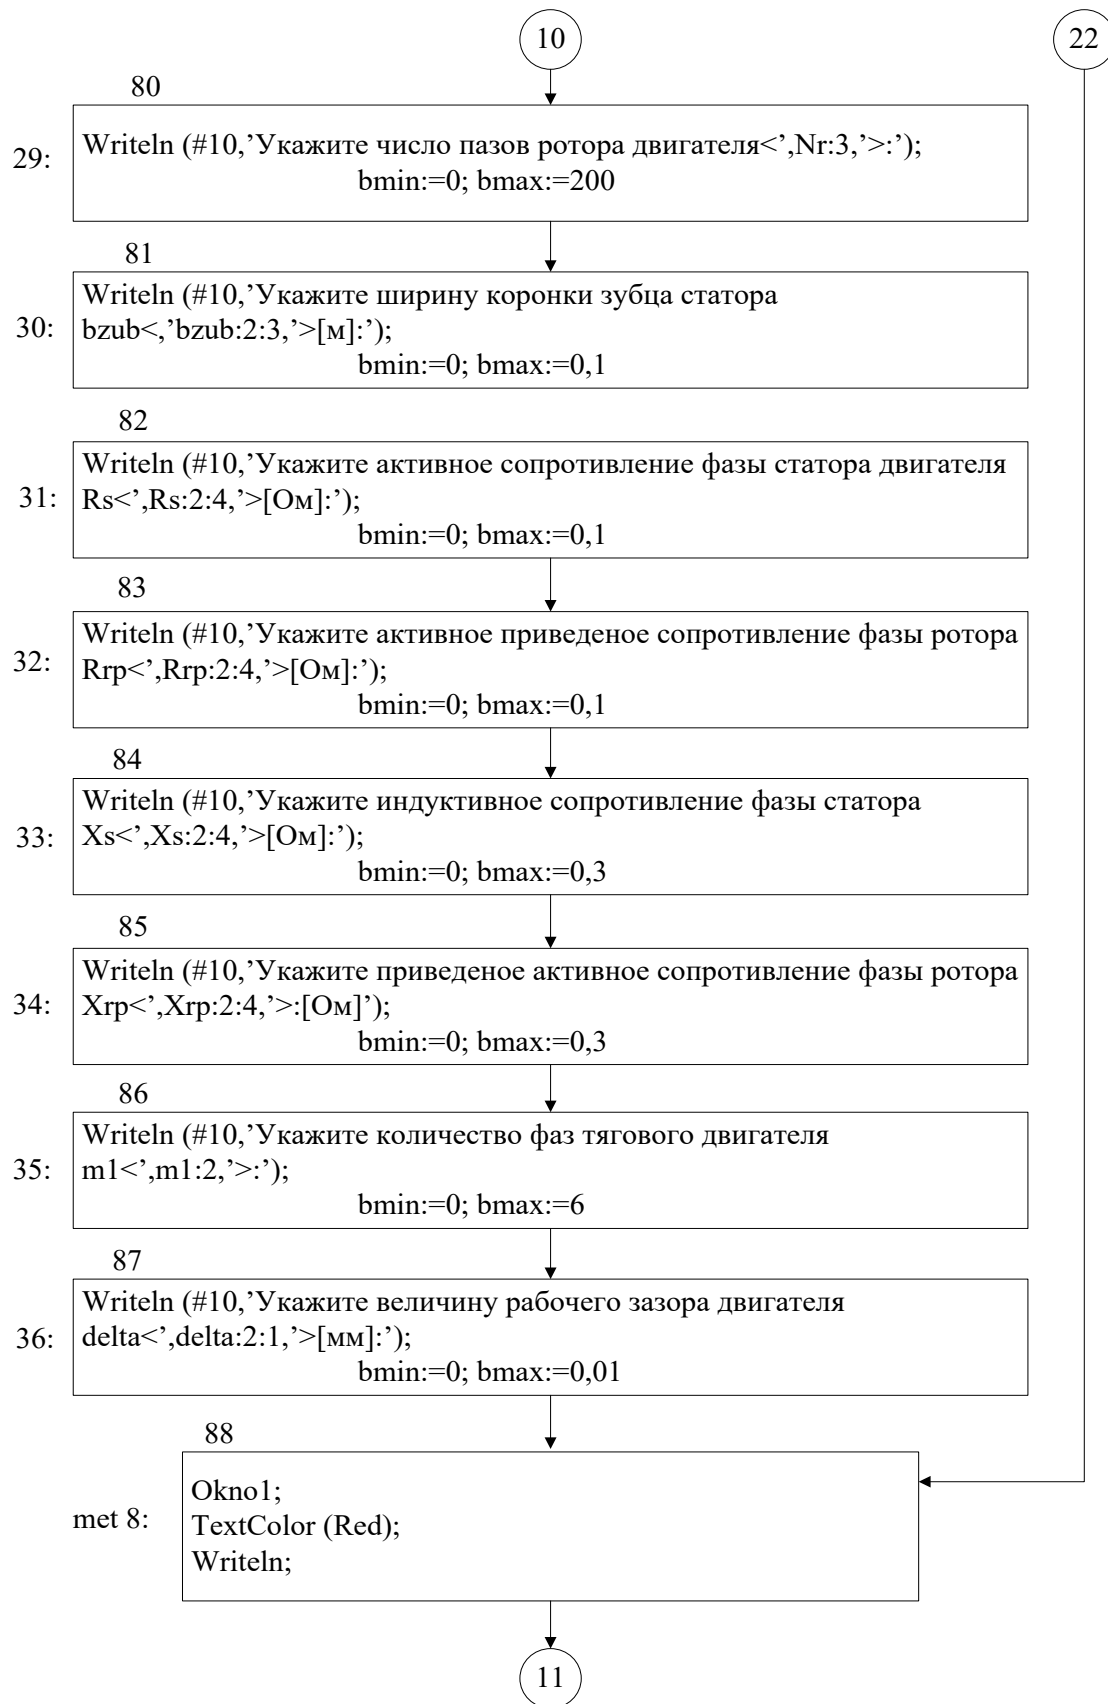 10
22
80
29:
Writeln (#10,’Укажите число пазов ротора двигателя<’,Nr:3,’>:’);
bmin:=0; bmax:=200
81
30:
Writeln (#10,’Укажите ширину коронки зубца статора
bzub<,’bzub:2:3,’>[м]:’);
bmin:=0; bmax:=0,1
82
31:
Writeln (#10,’Укажите активное сопротивление фазы статора двигателя
Rs<’,Rs:2:4,’>[Ом]:’);
bmin:=0; bmax:=0,1
83
32:
Writeln (#10,’Укажите активное приведеное сопротивление фазы ротора
Rrp<’,Rrp:2:4,’>[Ом]:’);
bmin:=0; bmax:=0,1
84
33:
Writeln (#10,’Укажите индуктивное сопротивление фазы статора
Xs<’,Xs:2:4,’>[Ом]:’);
bmin:=0; bmax:=0,3
85
34:
Writeln (#10,’Укажите приведеное активное сопротивление фазы ротора
Xrp<’,Xrp:2:4,’>:[Ом]’);
bmin:=0; bmax:=0,3
86
35:
Writeln (#10,’Укажите количество фаз тягового двигателя
m1<’,m1:2,’>:’);
bmin:=0; bmax:=6
87
36:
Writeln (#10,’Укажите величину рабочего зазора двигателя
delta<’,delta:2:1,’>[мм]:’);
bmin:=0; bmax:=0,01
88
met 8:
Okno1;
TextColor (Red);
Writeln;
11